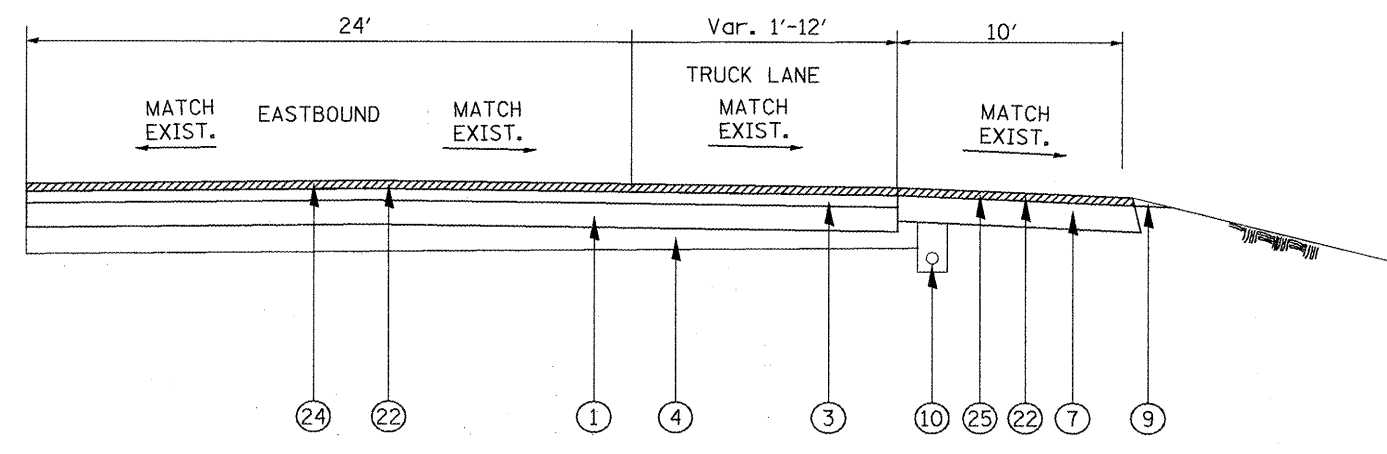 24'
Var. 1'-12'
10'
TRUCK LANE
MATCH
EXIST.
EASTBOUND
MATCH
EXIST.
MATCH
EXIST.
MATCH
EXIST.
24
22
1
4
3
10
25
22
7
9